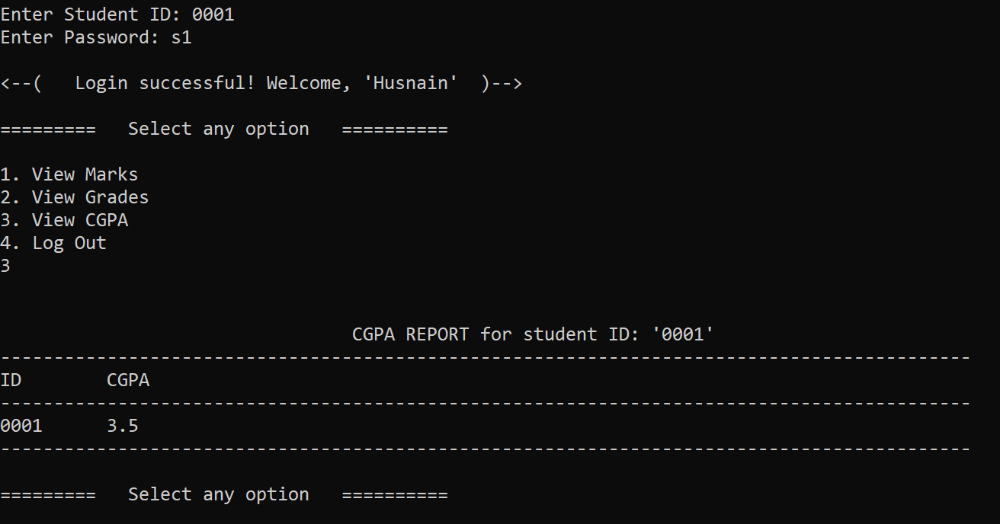 Enter Student ID: 0001
Enter Password: s1
<--(   Login successful! Welcome, 'Husnain'  )-->
=========   Select any option   ==========
1. View Marks
2. View Grades
3. View CGPA
4. Log Out
3
CGPA REPORT for student ID: '0001'
-------------------------------------------------------------------------------------------
ID        CGPA
-------------------------------------------------------------------------------------------
0001      3.5
-------------------------------------------------------------------------------------------
=========   Select any option   ==========